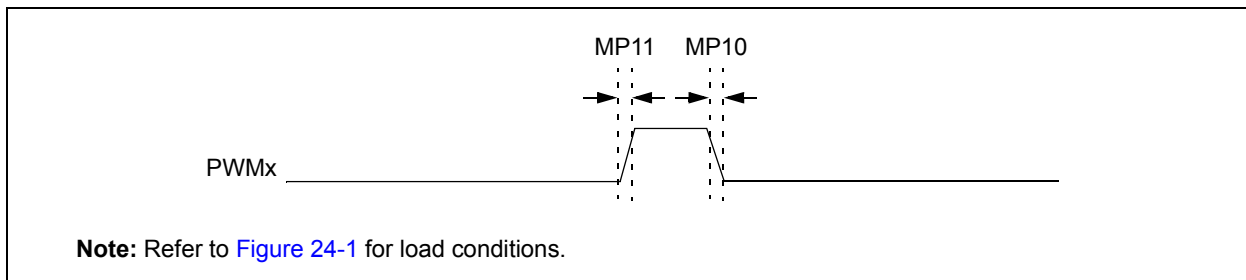 MP11 MP10
PWMx
Note: Refer to Figure 24-1 for load conditions.